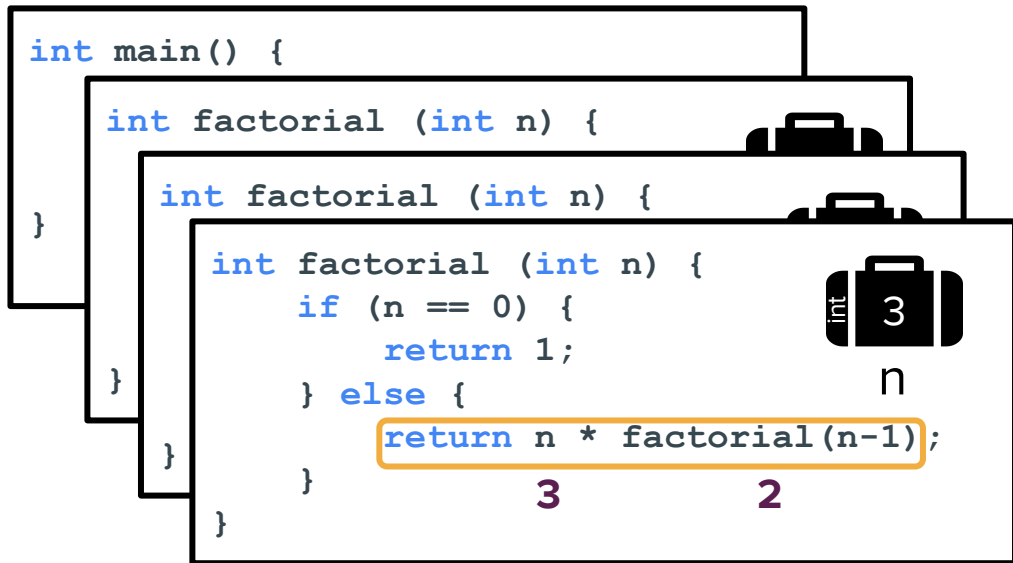 int main() {
int factorial (int n) {
int factorial (int n) {
}
int factorial (int n) {
if (n == 0) {
int 3
return 1;
n
}
} else {
return n * factorial(n-1);
}
}
3 2
}